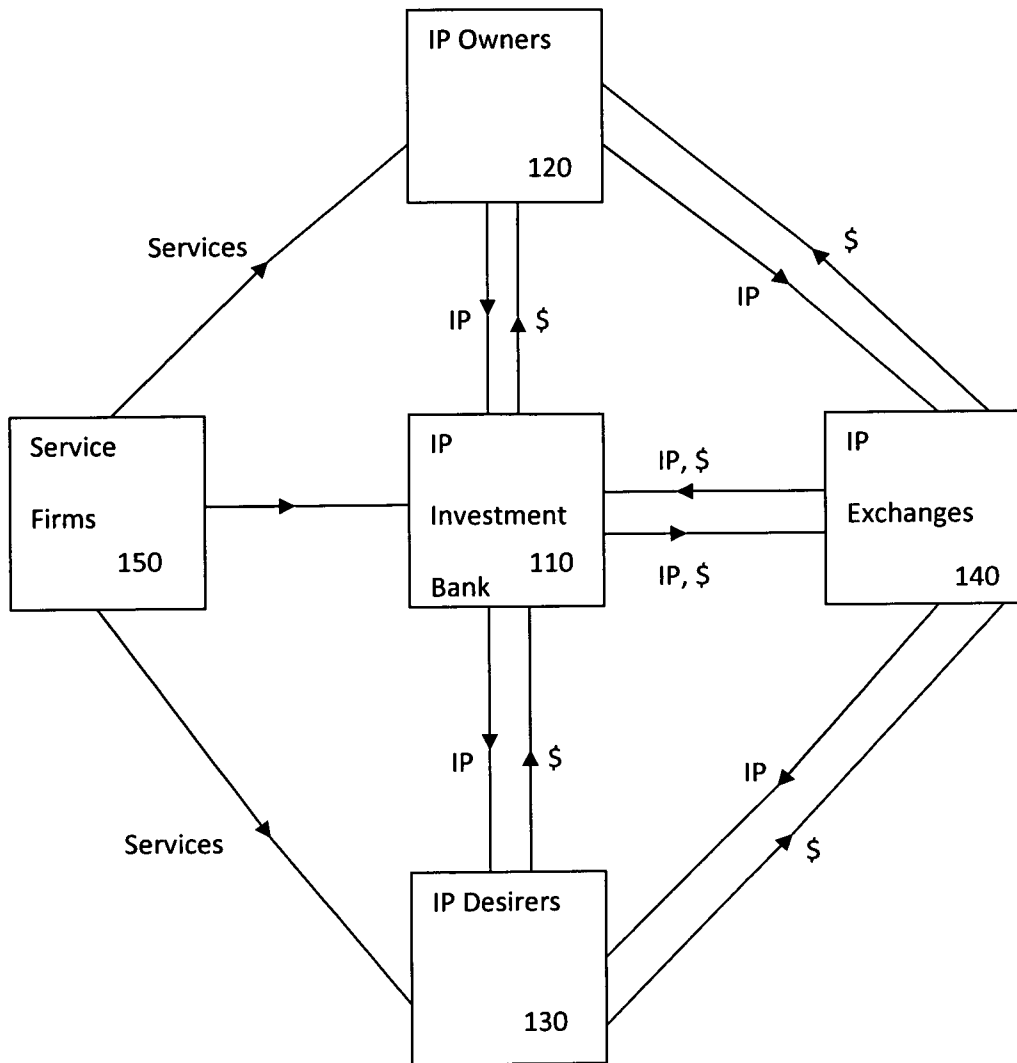 IP Owners
120
Services
$
IP
IP
$
Service
Firms
150
IP
Investment
110
Bank
IP, $
IP, $
IP
Exchanges
140
IP
$
IP
$
Services
IP Desirers
130